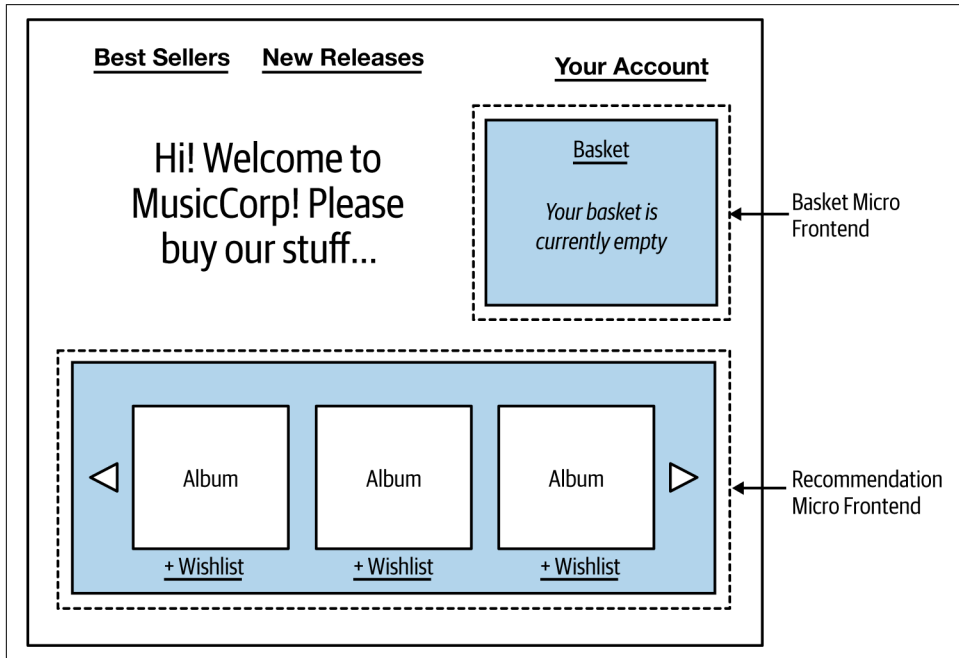 Best Sellers New Releases
Your Account
Hi! Welcome to
MusicCorp! Please
buy our stuff...
Basket
Your basket is
currently empty
Basket Micro
Frontend
Album Album Album
+ Wishlist + Wishlist + Wishlist
Recommendation
Micro Frontend